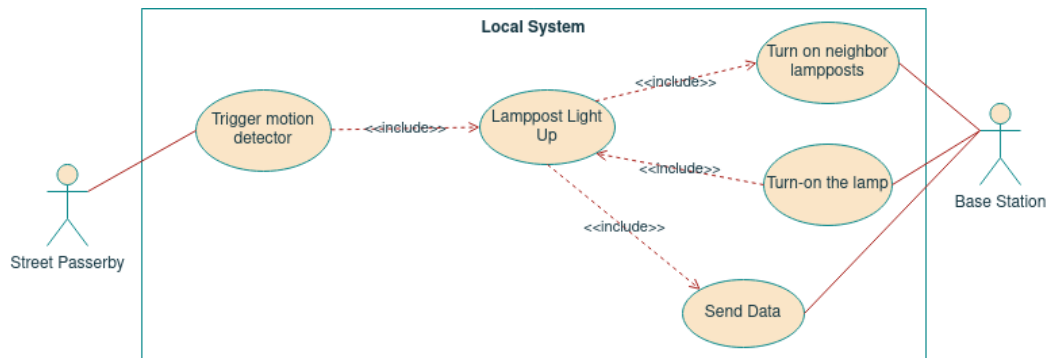 Local System
Turn on neighbor
lampposts
<<include>>
Trigger motion
detector
<<include>>
Lamppost Light
Up
<<include>>
Turn-on the lamp
Base Station
<<include>>
Street Passerby
Send Data